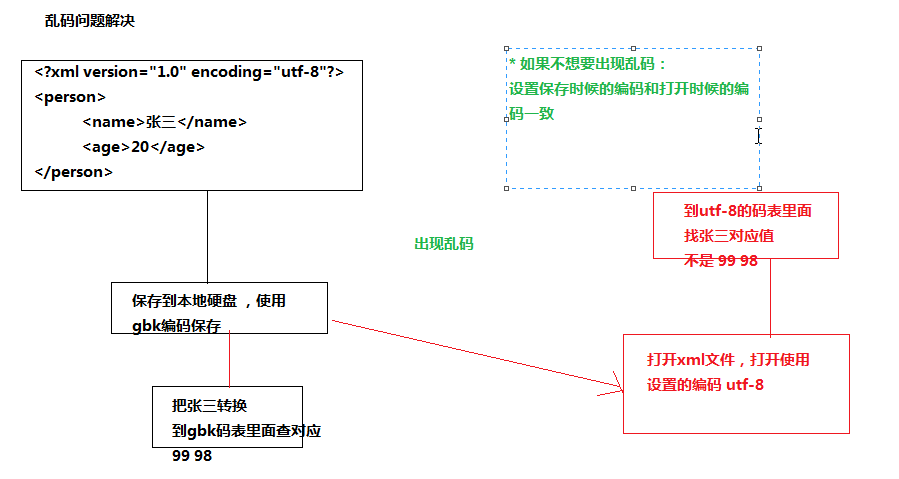 乱码问题解决
<?xml version="1.0" encoding="utf-8"?>
<person>
<name>张三</name>
<age>20</age>
</person>
* 如果不想要出现乱码：
设置保存时候的编码和打开时候的编
码一致
到utf-8的码表里面
找张三对应值
不是 99 98
出现乱码
保存到本地硬盘 ，使用
gbk编码保存
打开xml文件，打开使用
设置的编码 utf-8
把张三转换
到gbk码表里面查对应
99 98